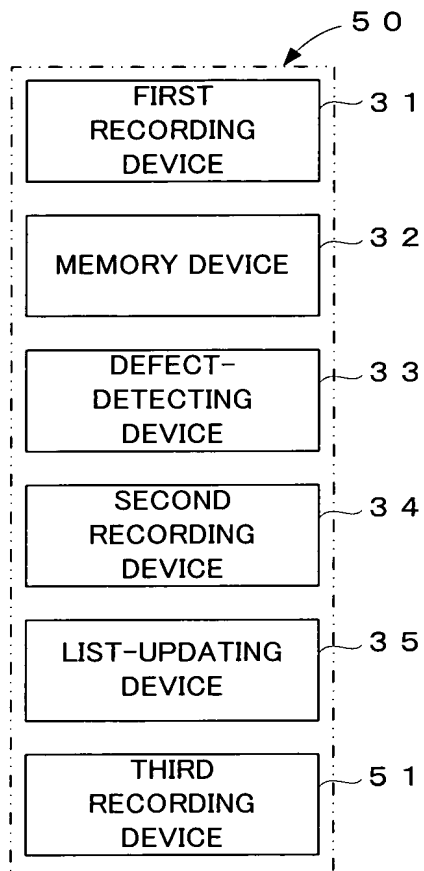 ５０
FIRST
RECORDING
DEVICE
３１
MEMORY DEVICE
３２
DEFECT-
DETECTING
DEVICE
３３
SECOND
RECORDING
DEVICE
３４
LIST-UPDATING
DEVICE
３５
THIRD
RECORDING
DEVICE
５１